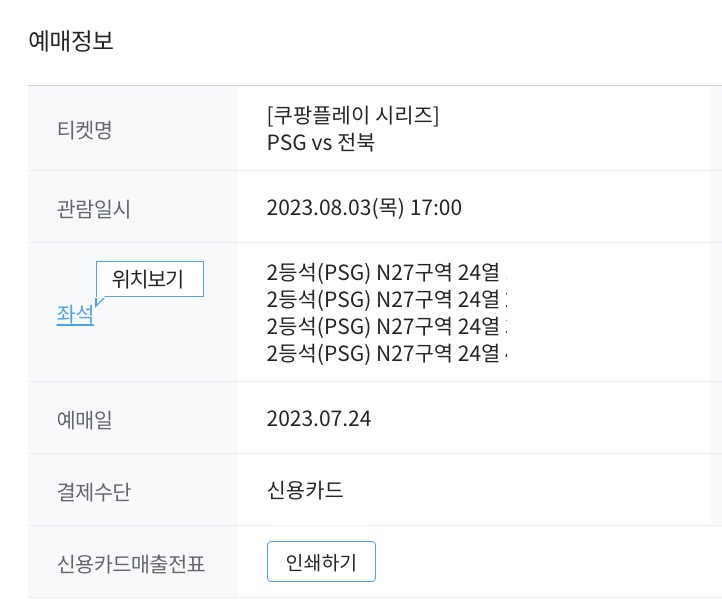 예매정보
티켓명
[쿠팡플레이 시리즈]
PSG vs 전북
관람일시
2023.08.03(목) 17:00
좌석
위치보기
2등석(PSG) N27구역 24열
2등석(PSG) N27구역 24열
2등석(PSG) N27구역 24열
2등석(PSG) N27구역 24열
예매일
2023.07.24
결제수단
신용카드
신용카드매출전표
인쇄하기